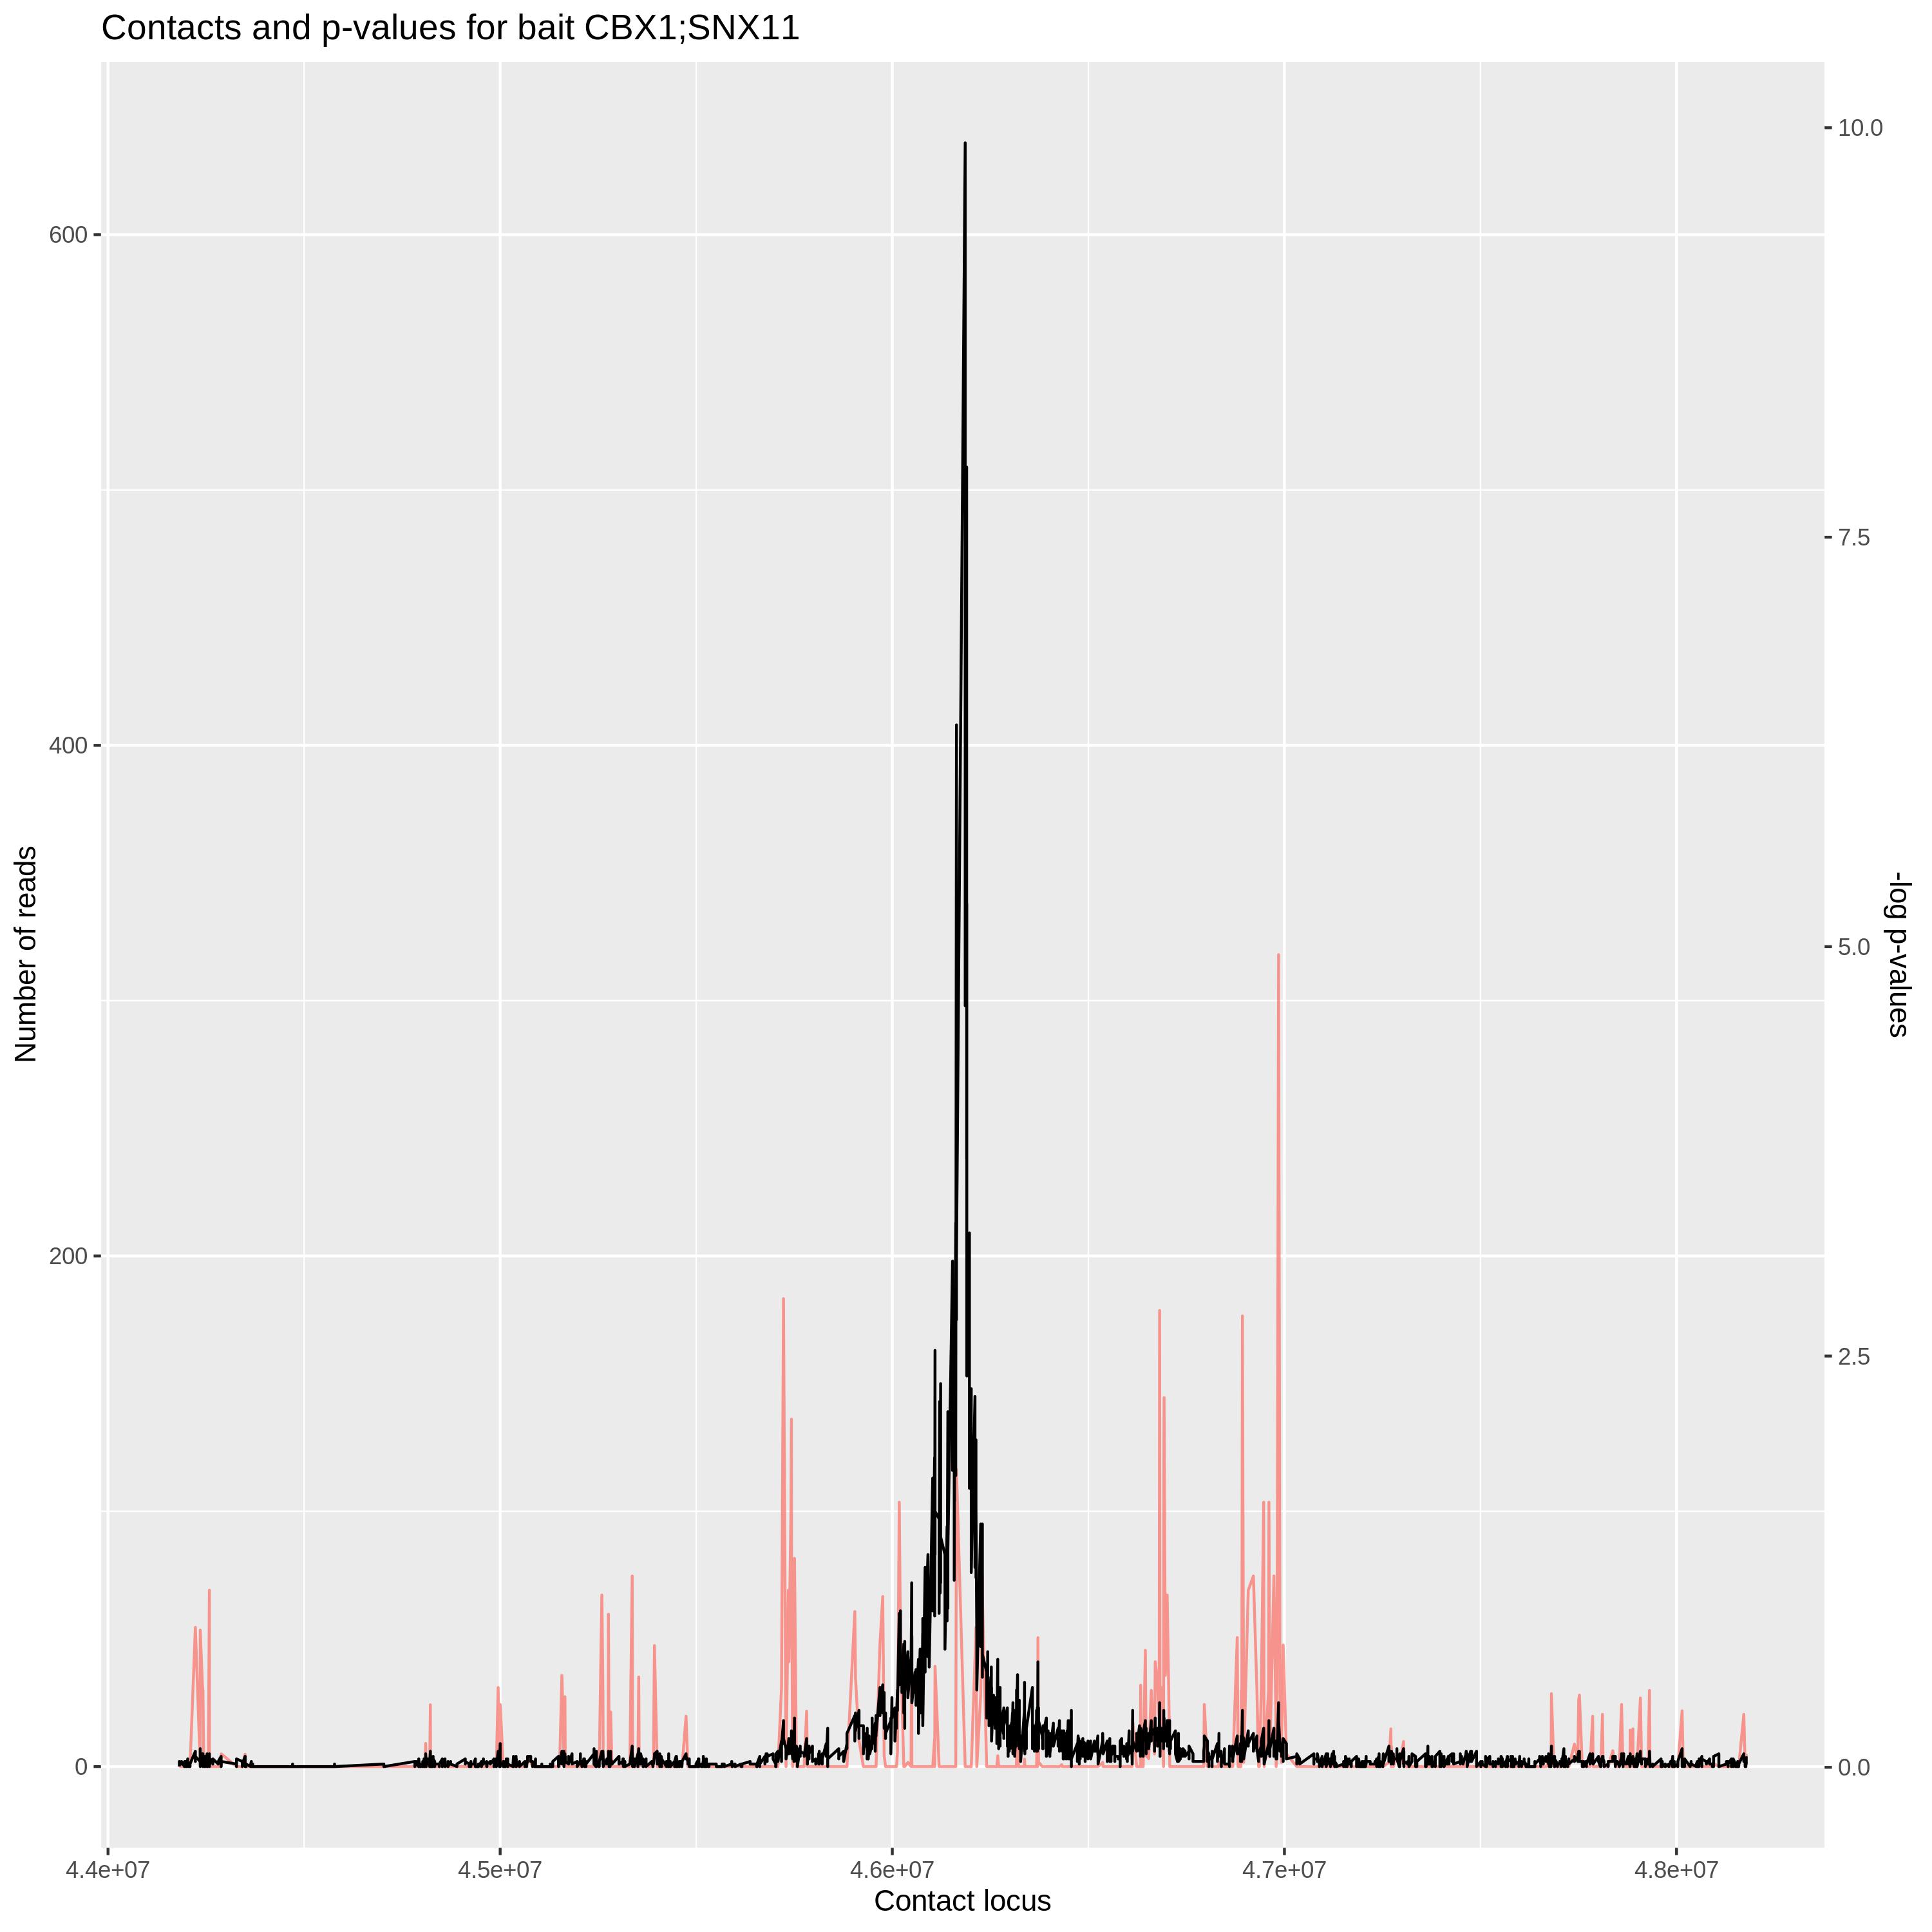 Contacts and p-values for bait CBX1;SNX11
600
400
200
0
Number of reads
10.0
7.5
5.0
2.5
0.0
-log p-values
4.4e+07
4.5e+07
4.6e+07
4.7e+07
4.8e+07
Contact locus